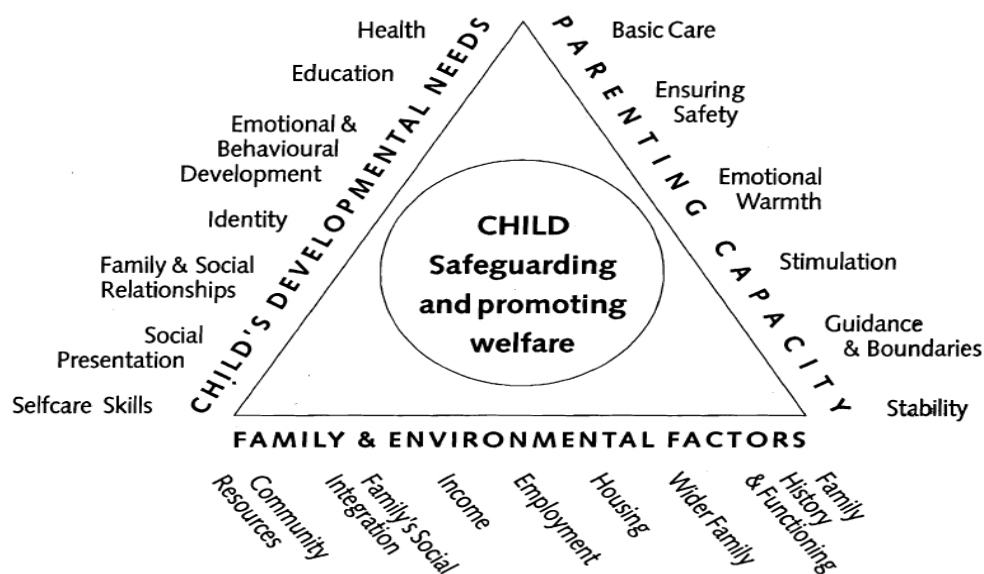 Health
Education
Emotional &
Behavioural
Development
Identity
Family & Social
Relationships
Social
Presentation
Selfcare Skills
CHILD'S DEVELOPMENTAL NEEDS
PARENTING CAPACITY
Basic Care
Ensuring
Safety
Emotional
Warmth
Stimulation
Guidance
& Boundaries
Stability
CHILD
Safeguarding
and promoting
welfare
FAMILY & ENVIRONMENTAL FACTORS
Community
Resources
Family's Social
Integration
Income
Employment
Housing
Wider Family
Family
History
& Functioning